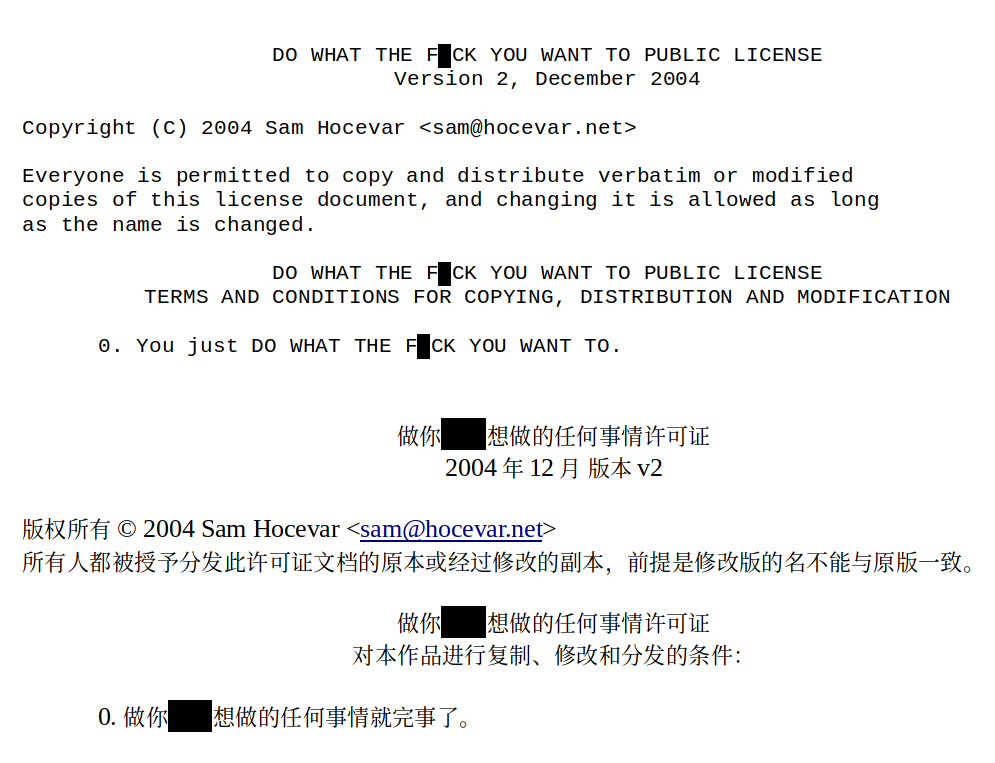 DO WHAT THE F█CK YOU WANT TO PUBLIC LICENSE
Version 2, December 2004
Copyright (C) 2004 Sam Hocevar <sam@hocevar.net>
Everyone is permitted to copy and distribute verbatim or modified
copies of this license document, and changing it is allowed as long
as the name is changed.
DO WHAT THE F█CK YOU WANT TO PUBLIC LICENSE
TERMS AND CONDITIONS FOR COPYING, DISTRIBUTION AND MODIFICATION
0. You just DO WHAT THE F█CK YOU WANT TO.
做你██想做的任何事情许可证
2004 年 12 月 版本 v2
版权所有 © 2004 Sam Hocevar <sam@hocevar.net>
所有人都被授予分发此许可证文档的原本或经过修改的副本，前提是修改版的名不能与原版一致。
做你██想做的任何事情许可证
对本作品进行复制、修改和分发的条件：
0. 做你██想做的任何事情就完事了。